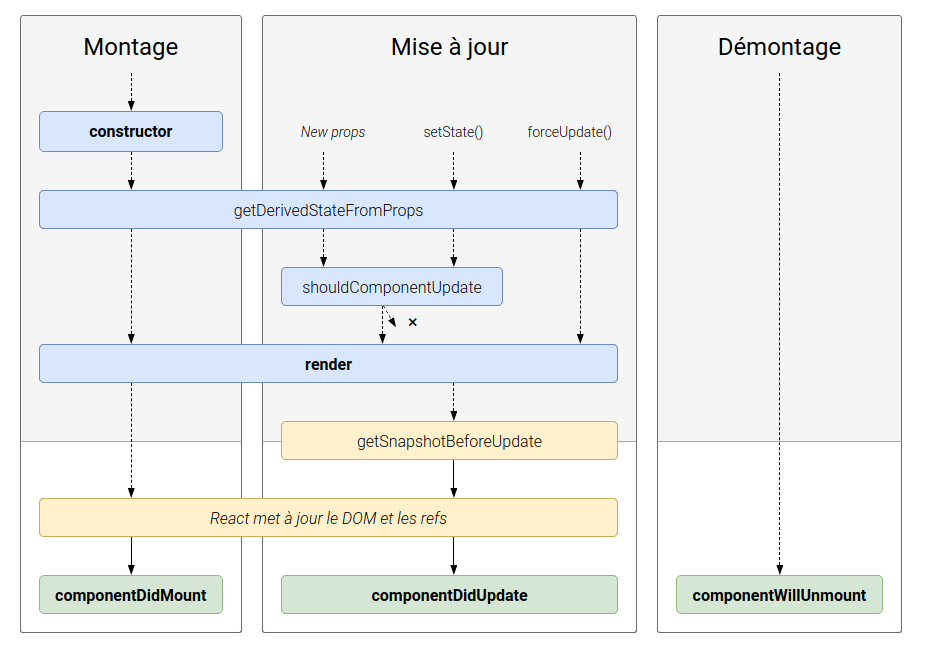 Montage
Mise à jour
Démontage
constructor
New props
setState()
forceUpdate()
getDerivedStateFromProps
shouldComponentUpdate
×
render
getSnapshotBeforeUpdate
React met à jour le DOM et les refs
componentDidMount
componentDidUpdate
componentWillUnmount